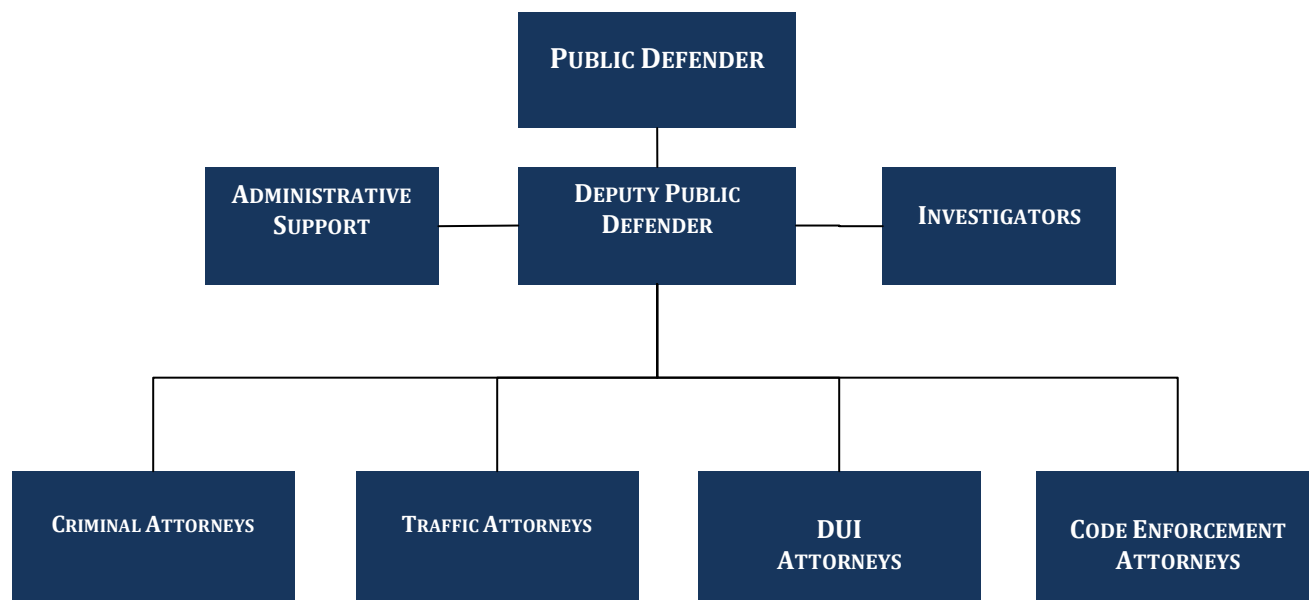 PUBLIC DEFENDER
ADMINISTRATIVE
SUPPORT
DEPUTY PUBLIC
DEFENDER
INVESTIGATORS
CRIMINAL ATTORNEYS
TRAFFIC ATTORNEYS
DUI
ATTORNEYS
CODE ENFORCEMENT
ATTORNEYS